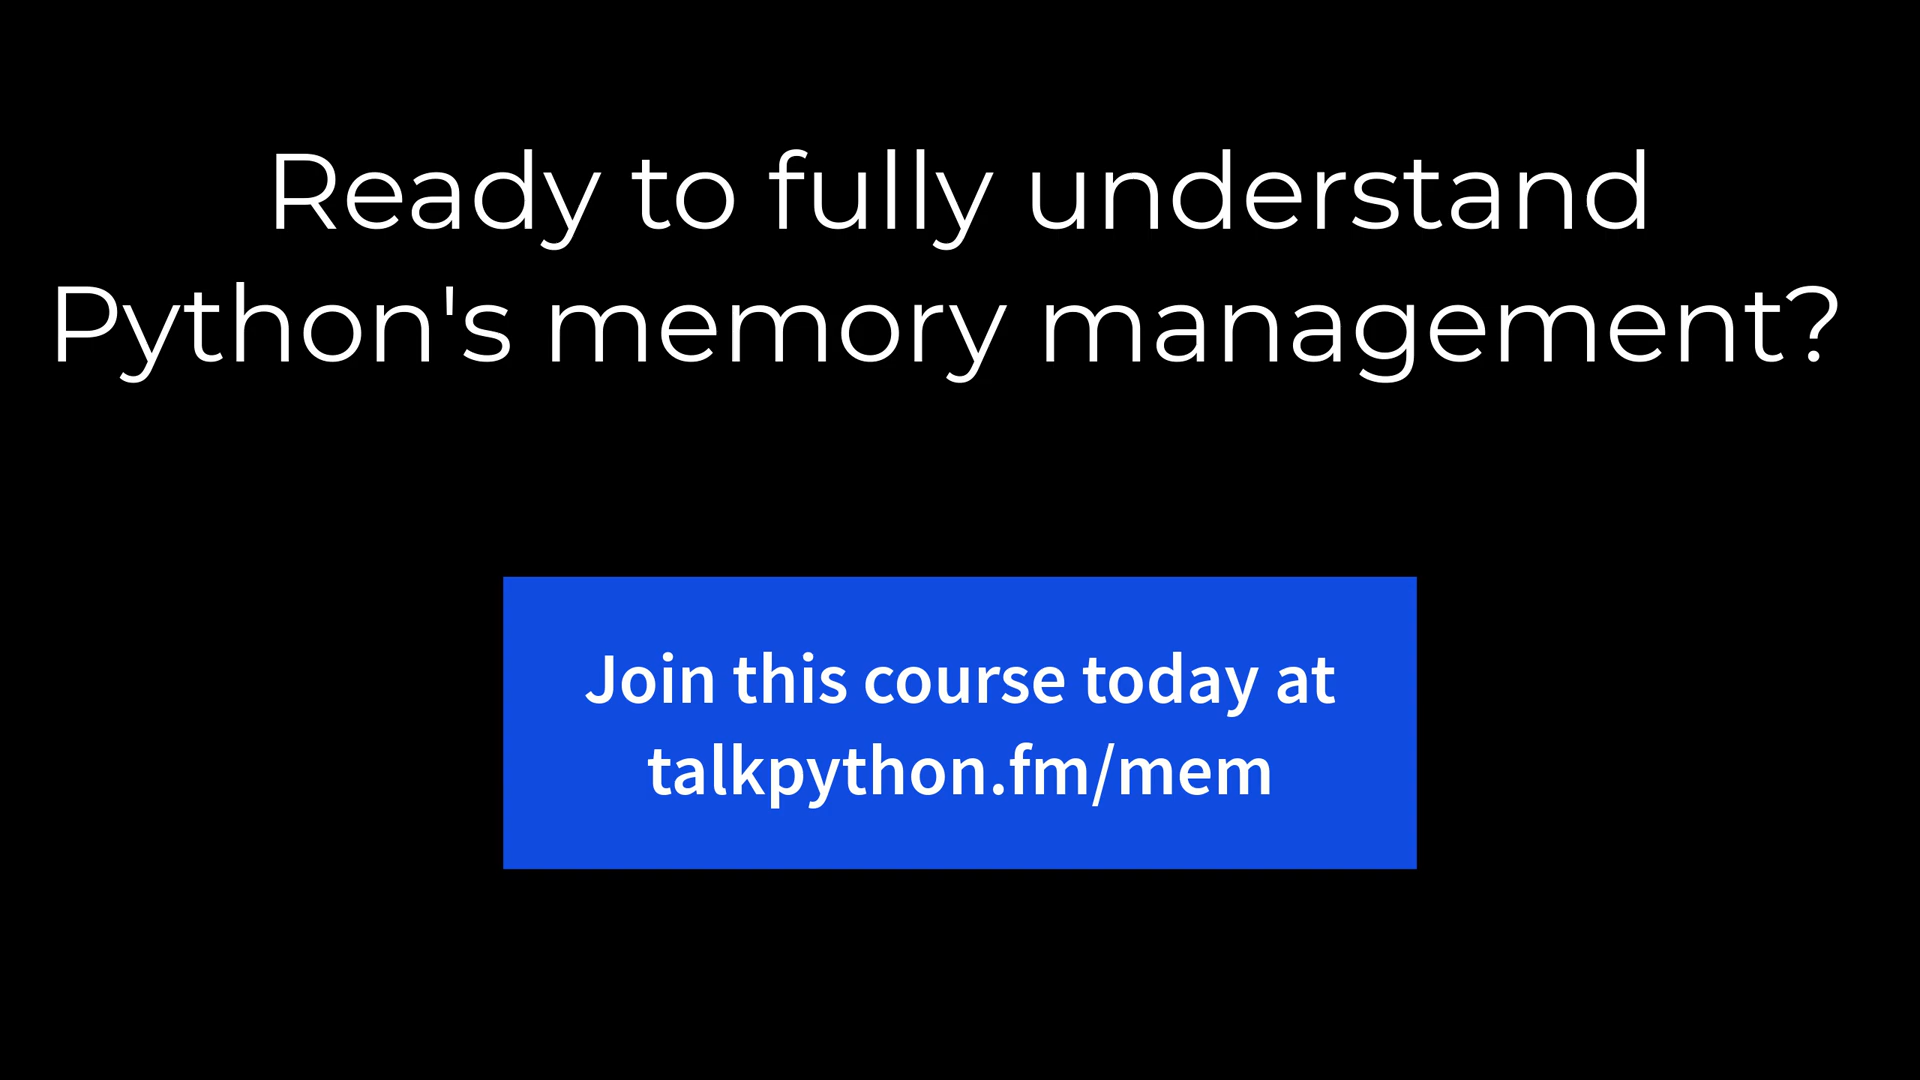 Ready to fully understand
Python's memory management?
Join this course today at
talkpython.fm/mem